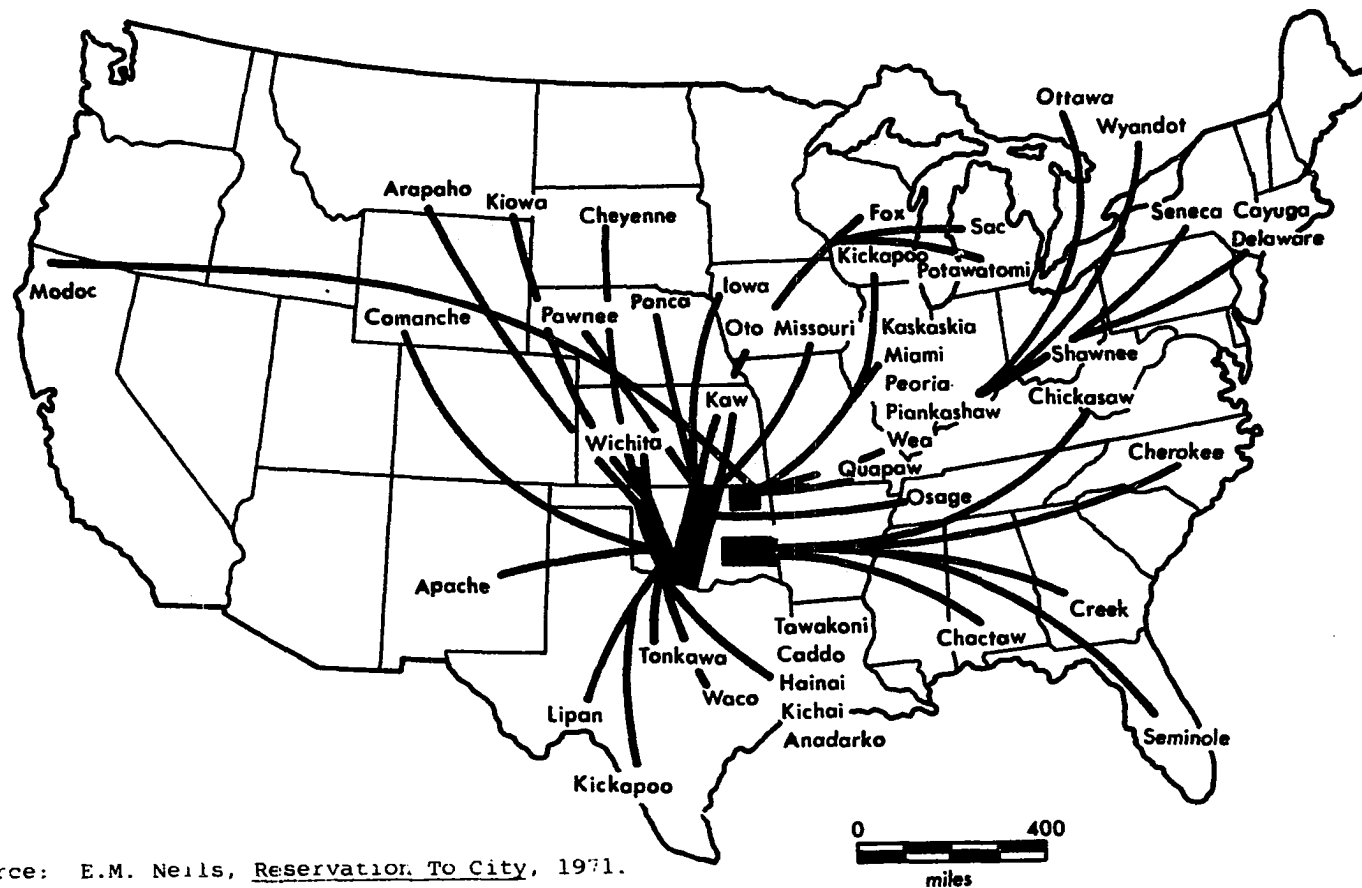 Ottawa
Wyandot
Arapaho
Kiowa
Cheyenne
Fox
Sac
Seneca Cayuga
Delaware
Kickapoo
Potawatomi
Modoc
Iowa
Ponca
Comanche
Pawnee
Oto Missouri
Kaskaskia
Miami
Peoria
Piankashaw
Wea
Shawnee
Chickasaw
Kaw
Wichita
Quapaw
Cherokee
Osage
Apache
Creek
Chactaw
Tawakoni
Caddo
Hainai
Kichai
Anadarko
Tonkawa
Waco
Lipan
Seminole
Kickapoo
0 400
miles
rce: E.M. Neils, Reservation To City, 1971.